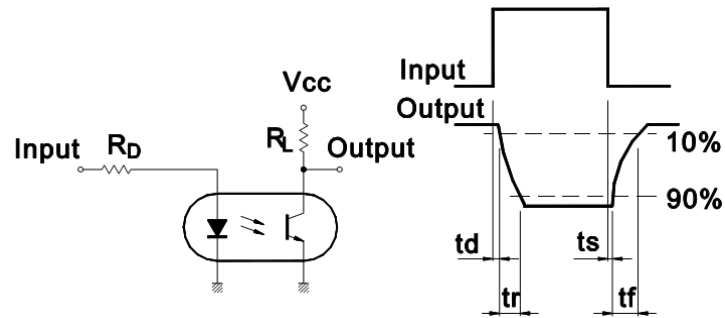 Input
RD
Vcc
RL
Output
Input
Output
10%
90%
td
ts
tr
tf